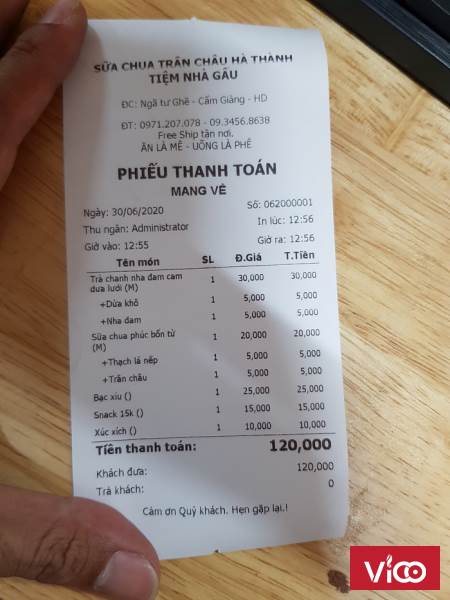 SỮA CHUA TRÂN CHÂU HẠ THÀNH
TIỆM NHÀ GẤU
ĐC: Ngã tư Ghẽ - Cẩm Giàng - HD
ĐT: 0971.207.078 - 09.3456.8638
Free Ship tận nơi.
ĂN LÀ MÊ - UỐNG LÀ PHÊ
PHIẾU THANH TOÁN
MANG VỀ
Ngày: 30/06/2020 Số: 062000001
Thu ngân: Administrator In lúc: 12:56
Giờ vào: 12:55 Giờ ra: 12:56
Tên món SL Đ.Giá T.Tiền
Trà chanh nha đam cam 1 30,000 30,000
dưa lưới (M)
+Dừa khô 1 5,000 5,000
+Nha đam 1 5,000 5,000
Sữa chua phúc bồn tử 1 20,000 20,000
(M)
+Thạch lá nếp 1 5,000 5,000
+Trân châu 1 5,000 5,000
Bạc xỉu () 1 25,000 25,000
Snack 15k () 1 15,000 15,000
Xúc xích () 1 10,000 10,000
Tiền thanh toán: 120,000
Khách đưa: 120,000
Trả khách: 0
Cảm ơn Quý khách. Hẹn gặp lại.!
ViCO